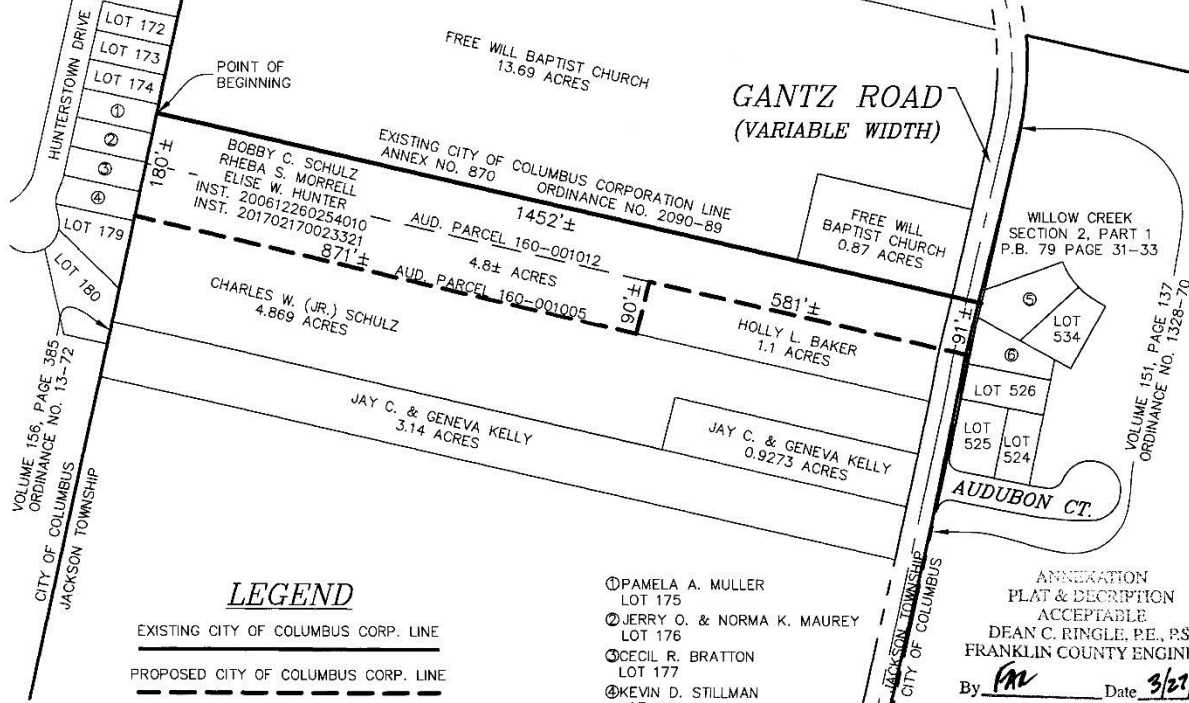 LOT 172
LOT 173
LOT 174
①
②
③
④
LOT 179
LOT 180
HUNTERSTOWN DRIVE
POINT OF
BEGINNING
FREE WILL BAPTIST CHURCH
13.69 ACRES
GANTZ ROAD
(VARIABLE WIDTH)
EXISTING CITY OF COLUMBUS CORPORATION LINE
ANNEX NO. 870 ORDINANCE NO. 2090-89
180'±
BOBBY C. SCHULZ
RHEBA S. MORRELL
ELISE W. HUNTER
INST. 200612260254010
INST. 201702170023321
AUD. PARCEL 160-001012
1452'±
871'±
4.8± ACRES
AUD. PARCEL 160-001005
90'±
581'±
91'±
FREE WILL
BAPTIST CHURCH
0.87 ACRES
WILLOW CREEK
SECTION 2, PART 1
P.B. 79 PAGE 31-33
⑤
LOT
534
⑥
LOT 526
LOT
525
LOT
524
AUDUBON CT.
VOLUME 151, PAGE 137
ORDINANCE NO. 1328-70
CHARLES W. (JR.) SCHULZ
4.869 ACRES
HOLLY L. BAKER
1.1 ACRES
JAY C. & GENEVA KELLY
3.14 ACRES
JAY C. & GENEVA KELLY
0.9273 ACRES
VOLUME 156, PAGE 385
ORDINANCE NO. 13-72
CITY OF COLUMBUS
JACKSON TOWNSHIP
JACKSON TOWNSHIP
CITY OF COLUMBUS
LEGEND
EXISTING CITY OF COLUMBUS CORP. LINE
PROPOSED CITY OF COLUMBUS CORP. LINE
①PAMELA A. MULLER
LOT 175
②JERRY O. & NORMA K. MAUREY
LOT 176
③CECIL R. BRATTON
LOT 177
④KEVIN D. STILLMAN
ANNEXATION
PLAT & DECRIPTION
ACCEPTABLE
DEAN C. RINGLE, P.E., P.S
FRANKLIN COUNTY ENGINE
By Date 3/27/